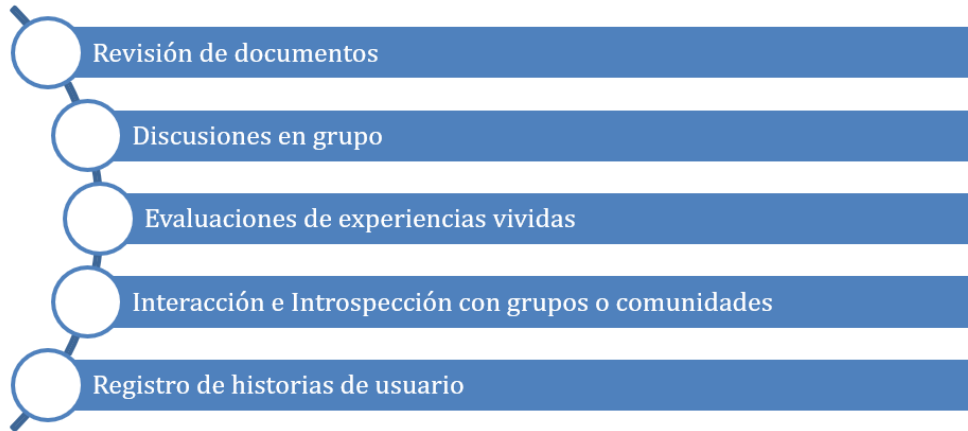 Revisión de documentos
Discusiones en grupo
Evaluaciones de experiencias vividas
Interacción e Introspección con grupos o comunidades
Registro de historias de usuario